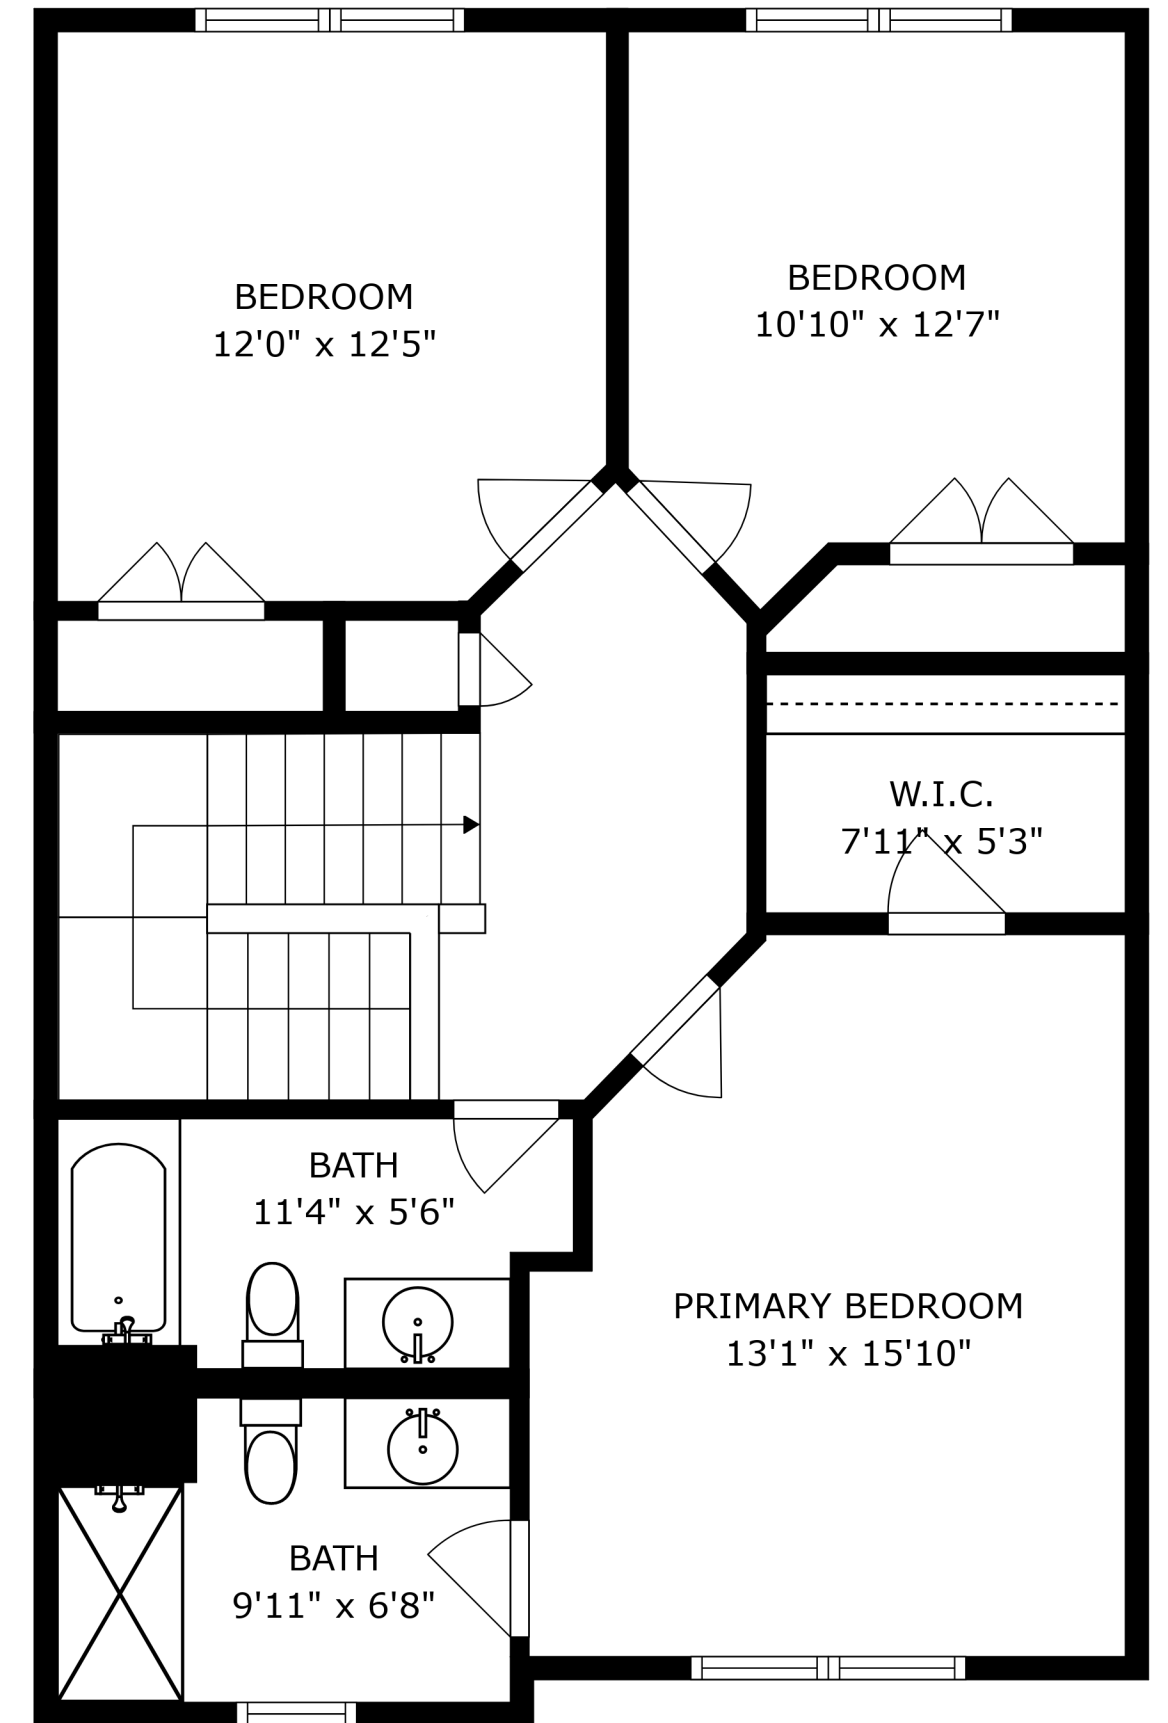 BEDROOM
12'0" x 12'5"
BEDROOM
10'10" x 12'7"
W.I.C.
7'11" x 5'3"
BATH
11'4" x 5'6"
PRIMARY BEDROOM
13'1" x 15'10"
BATH
9'11" x 6'8"